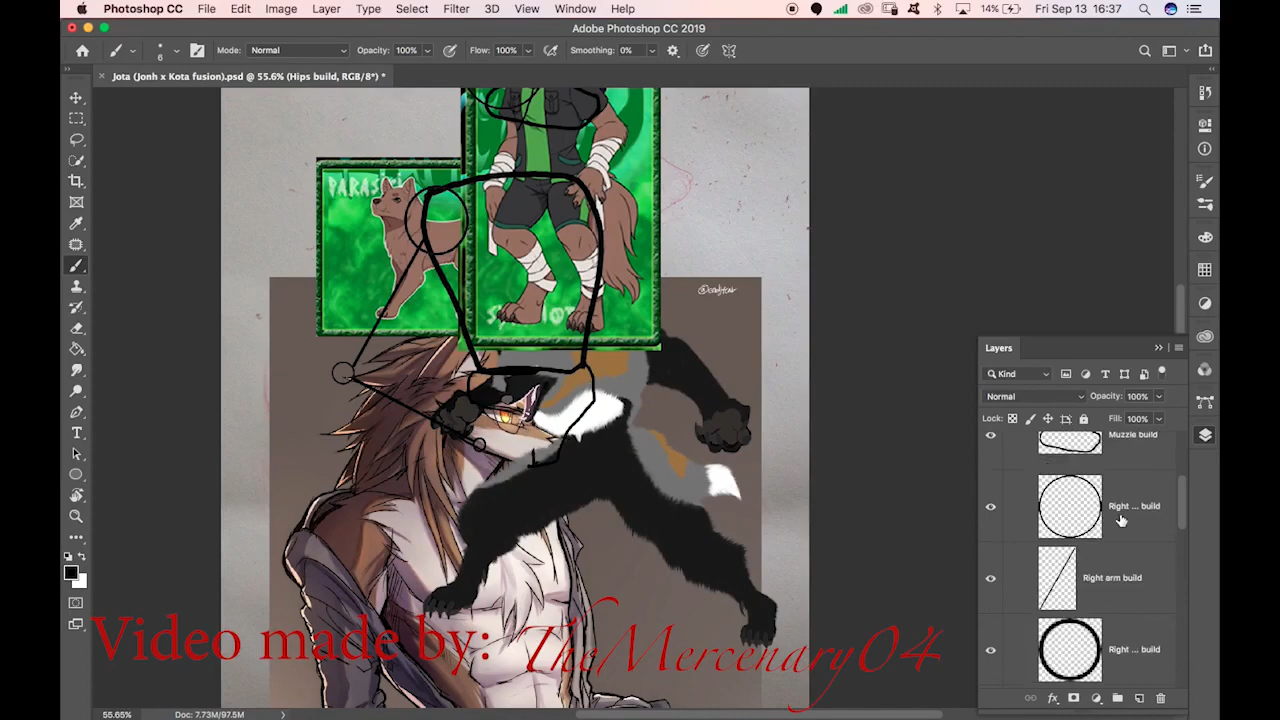 Photoshop CC File Edit Image Layer Type Select Filter 3D View Window Help 14% Fri Sep 13 16:37
Adobe Photoshop CC 2019
6 Mode: Normal Opacity: 100% Flow: 100% Smoothing: 0%
Jota (Jonh x Kota fusion).psd @ 55.6% (Hips build, RGB/8*) *
Layers
Kind
Normal Opacity: 100%
Lock: Fill: 100%
Muzzle build
Right ... build
Right arm build
Right ... build
Video made by: TheMercenary04
55.65% Doc: 7.73M/97.5M